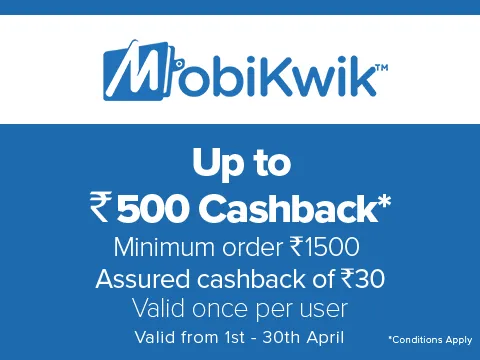 MobiKwik™
Up to
₹500 Cashback*
Minimum order ₹1500
Assured cashback of ₹30
Valid once per user
Valid from 1st - 30th April
*Conditions Apply